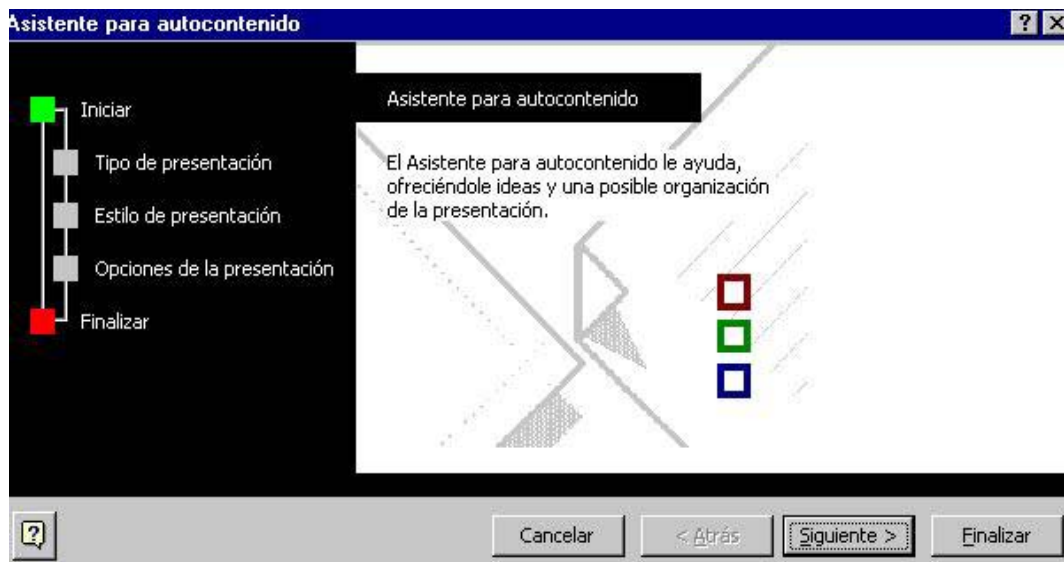 Asistente para autocontenido
Iniciar
Tipo de presentación
Estilo de presentación
Opciones de la presentación
Finalizar
Asistente para autocontenido
El Asistente para autocontenido le ayuda,
ofreciéndole ideas y una posible organización
de la presentación.
Cancelar
< Atrás
Siguiente >
Finalizar